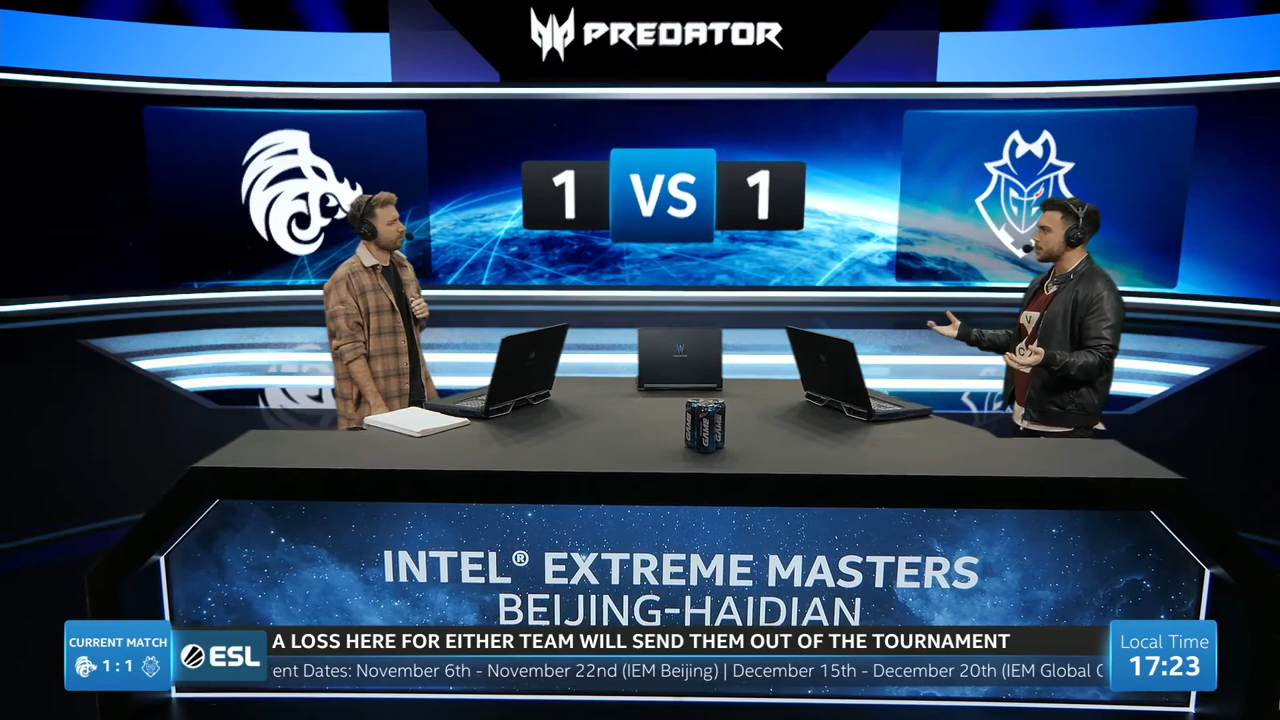 PREDATOR
1 VS 1
GAME GAME
INTEL® EXTREME MASTERS
BEIJING-HAIDIAN
CURRENT MATCH
1 : 1
ESL
A LOSS HERE FOR EITHER TEAM WILL SEND THEM OUT OF THE TOURNAMENT
ent Dates: November 6th - November 22nd (IEM Beijing) | December 15th - December 20th (IEM Global
Local Time
17:23